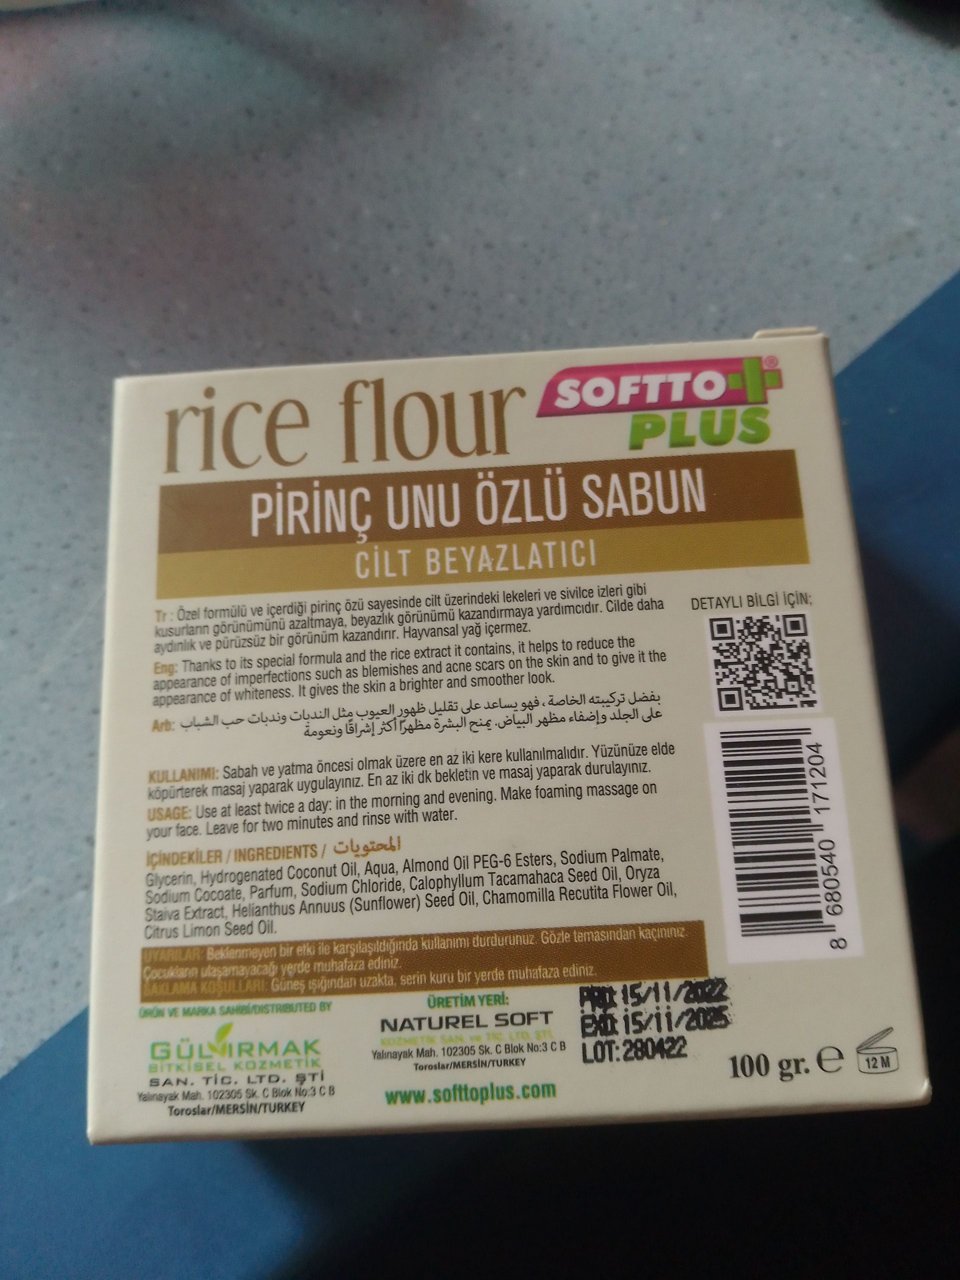 rice flour
SOFTTO+®
PLUS
PİRİNÇ UNU ÖZLÜ SABUN
CİLT BEYAZLATICI
Tr : Özel formülü ve içerdiği pirinç özü sayesinde cilt üzerindeki lekeleri ve sivilce izleri gibi
kusurların görünümünü azaltmaya, beyazlık görünümü kazandırmaya yardımcıdır. Cilde daha
aydınlık ve pürüzsüz bir görünüm kazandırır. Hayvansal yağ içermez.
Eng: Thanks to its special formula and the rice extract it contains, it helps to reduce the
appearance of imperfections such as blemishes and acne scars on the skin and to give it the
appearance of whiteness. It gives the skin a brighter and smoother look.
Arb: بفضل تركيبته الخاصة ، فهو يساعد على تقليل ظهور العيوب مثل الندبات وندبات حب الشباب
على الجلد وإضفاء مظهر البياض. يمنح البشرة مظهرًا أكثر إشراقًا ونعومة
DETAYLI BİLGİ İÇİN;
KULLANIMI: Sabah ve yatma öncesi olmak üzere en az iki kere kullanılmalıdır. Yüzünüze elde
köpürterek masaj yaparak uygulayınız. En az iki dk bekletin ve masaj yaparak durulayınız.
USAGE: Use at least twice a day: in the morning and evening. Make foaming massage on
your face. Leave for two minutes and rinse with water.
İÇİNDEKİLER / INGREDIENTS / المحتويات
Glycerin, Hydrogenated Coconut Oil, Aqua, Almond Oil PEG-6 Esters, Sodium Palmate,
Sodium Cocoate, Parfum, Sodium Chloride, Calophyllum Tacamahaca Seed Oil, Oryza
Staiva Extract, Helianthus Annuus (Sunflower) Seed Oil, Chamomilla Recutita Flower Oil,
Citrus Limon Seed Oil.
8 680540 171204
UYARILAR: Beklenmeyen bir etki ile karşılaşıldığında kullanımı durdurunuz. Gözle temasından kaçınınız.
Çocukların ulaşamayacağı yerde muhafaza ediniz.
SAKLAMA KOŞULLARI: Güneş ışığından uzakta, serin kuru bir yerde muhafaza ediniz.
ÜRÜN VE MARKA SAHİBİ/DISTRIBUTED BY
GÜLVIRMAK
BİTKİSEL KOZMETİK
SAN. TİC. LTD. ŞTİ
Yalınayak Mah. 102305 Sk. C Blok No:3 C B
Toroslar/MERSİN/TURKEY
ÜRETİM YERİ:
NATUREL SOFT
KOZMETİK SAN. ve TİC. LTD. ŞTİ.
Yalınayak Mah. 102305 Sk. C Blok No:3 C B
Toroslar/MERSİN/TURKEY
www.softtoplus.com
PRD: 15/11/2022
EXD: 15/11/2025
LOT: 280422
100 gr. ℮
12 M